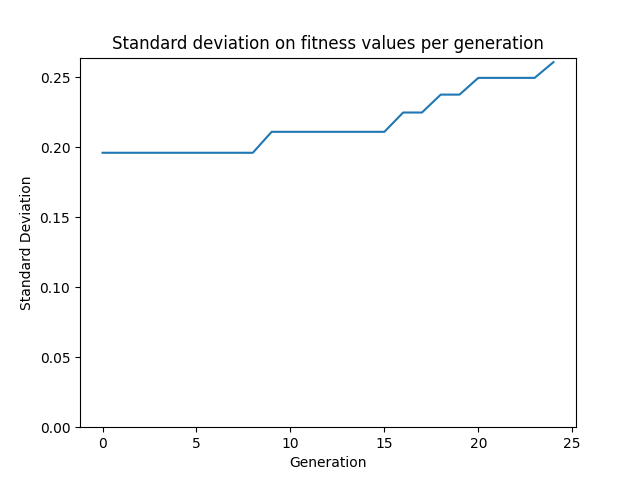 Standard deviation on fitness values per generation
0.25
0.20
0.15
0.10
0.05
0.00
Standard Deviation
0 5 10 15 20 25
Generation